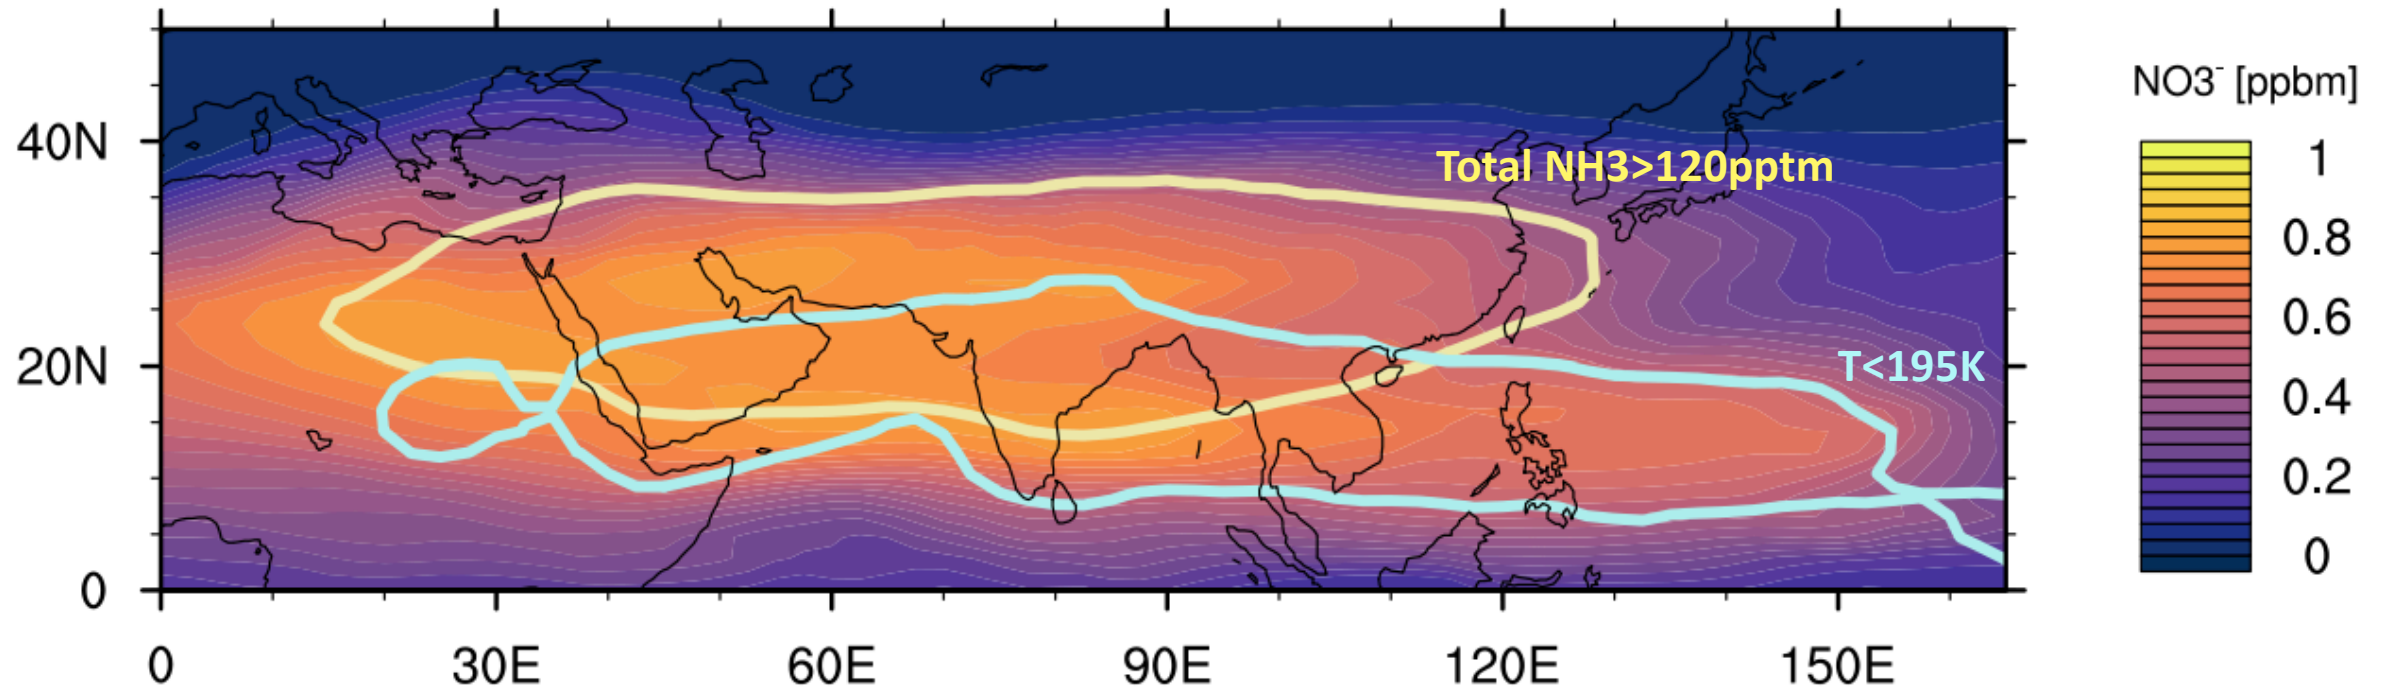 NO3⁻ [ppbm]
40N
20N
0
Total NH3>120pptm
T<195K
1
0.8
0.6
0.4
0.2
0
0 30E 60E 90E 120E 150E